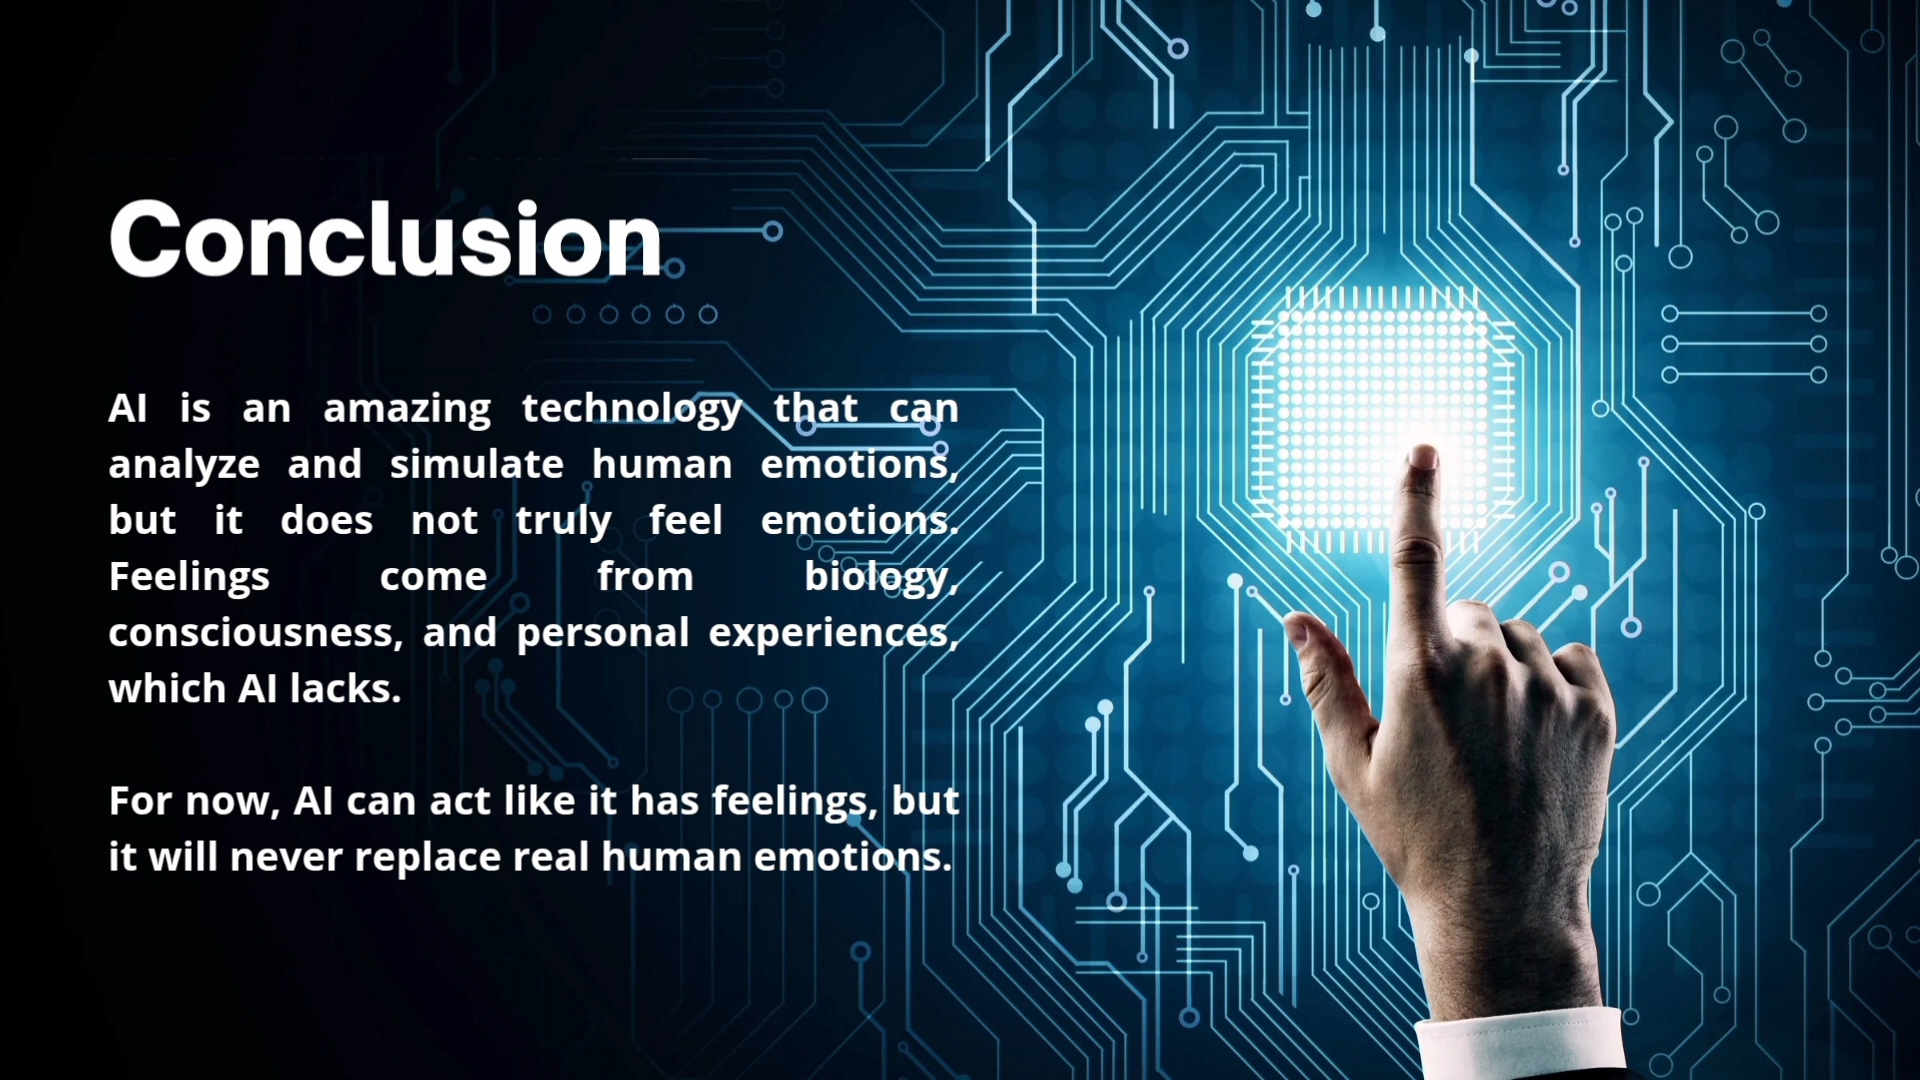 Conclusion
AI is an amazing technology that can
analyze and simulate human emotions,
but it does not truly feel emotions.
Feelings come from biology,
consciousness, and personal experiences,
which AI lacks.
For now, AI can act like it has feelings, but
it will never replace real human emotions.